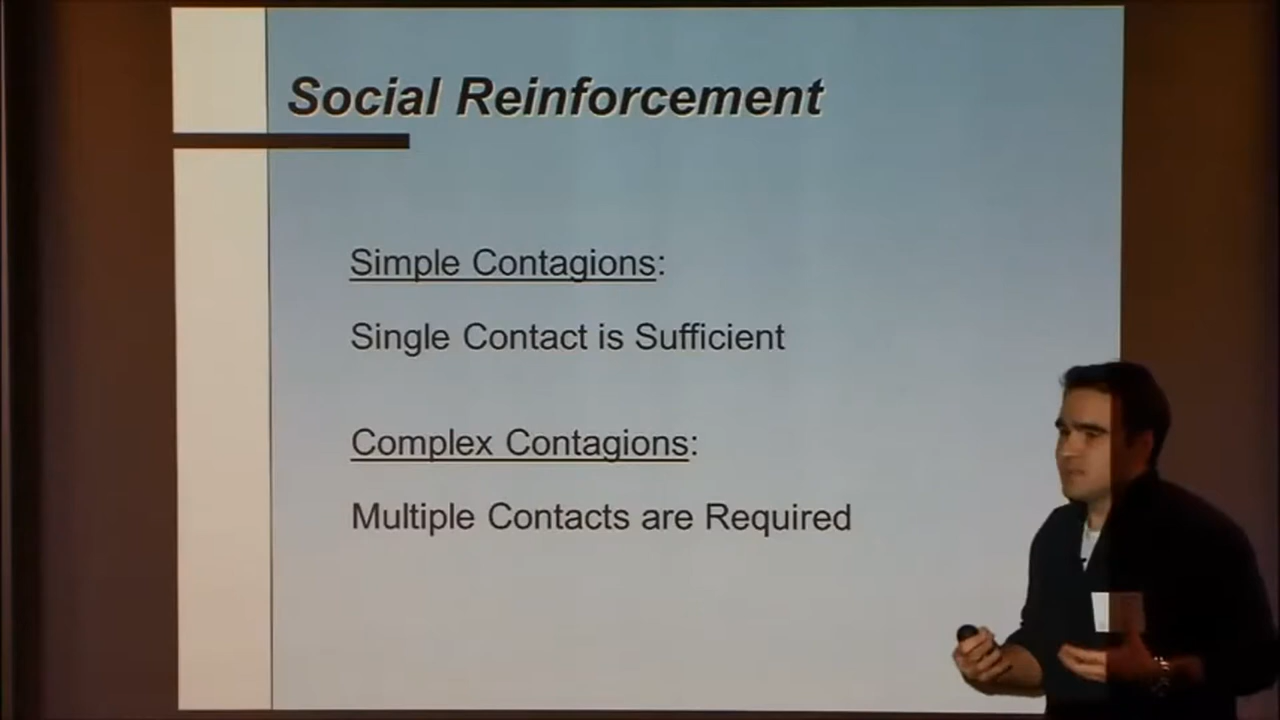 Social Reinforcement
Simple Contagions:
Single Contact is Sufficient
Complex Contagions:
Multiple Contacts are Required